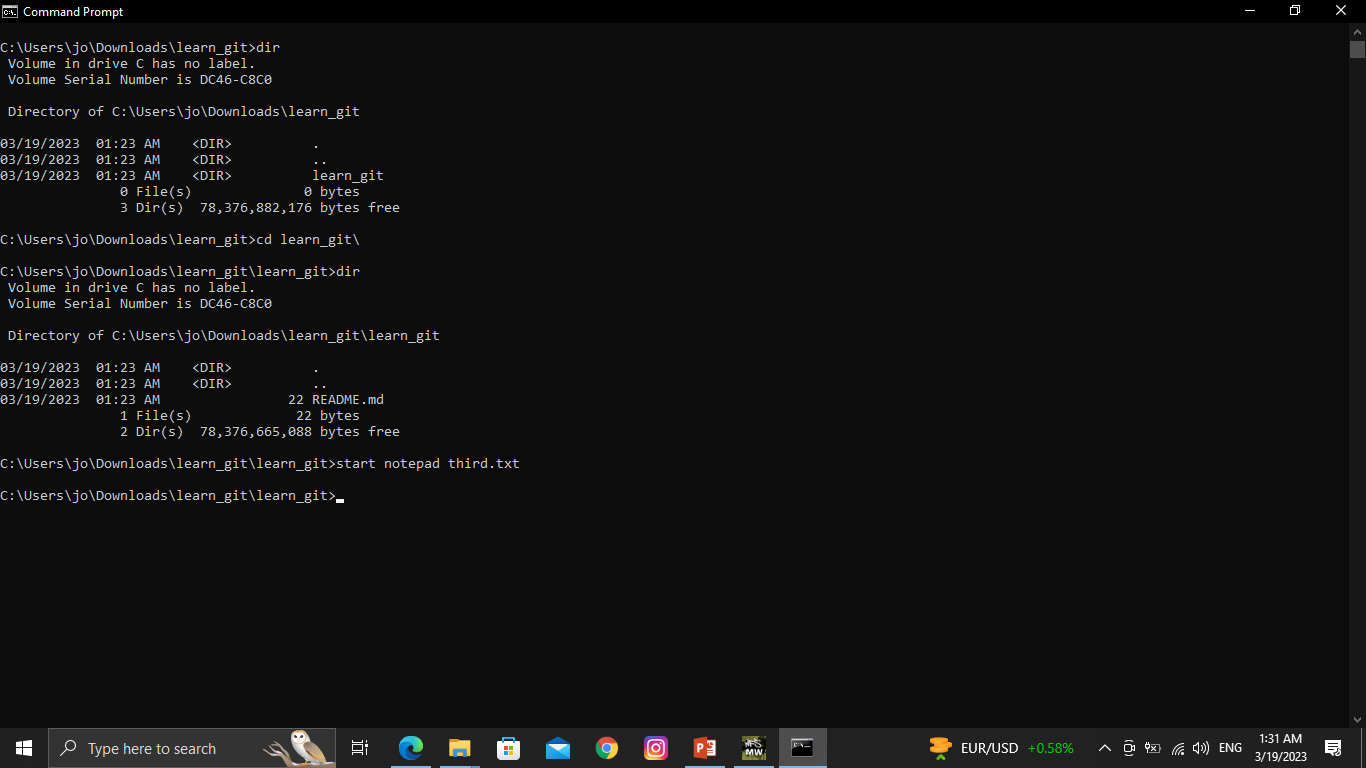 Command Prompt
C:\Users\jo\Downloads\learn_git>dir
 Volume in drive C has no label.
 Volume Serial Number is DC46-C8C0
 Directory of C:\Users\jo\Downloads\learn_git
03/19/2023  01:23 AM    <DIR>          .
03/19/2023  01:23 AM    <DIR>          ..
03/19/2023  01:23 AM    <DIR>          learn_git
               0 File(s)              0 bytes
               3 Dir(s)  78,376,882,176 bytes free
C:\Users\jo\Downloads\learn_git>cd learn_git\
C:\Users\jo\Downloads\learn_git\learn_git>dir
 Volume in drive C has no label.
 Volume Serial Number is DC46-C8C0
 Directory of C:\Users\jo\Downloads\learn_git\learn_git
03/19/2023  01:23 AM    <DIR>          .
03/19/2023  01:23 AM    <DIR>          ..
03/19/2023  01:23 AM                22 README.md
               1 File(s)             22 bytes
               2 Dir(s)  78,376,665,088 bytes free
C:\Users\jo\Downloads\learn_git\learn_git>start notepad third.txt
C:\Users\jo\Downloads\learn_git\learn_git>
Type here to search
EUR/USD +0.58%
ENG
1:31 AM
3/19/2023